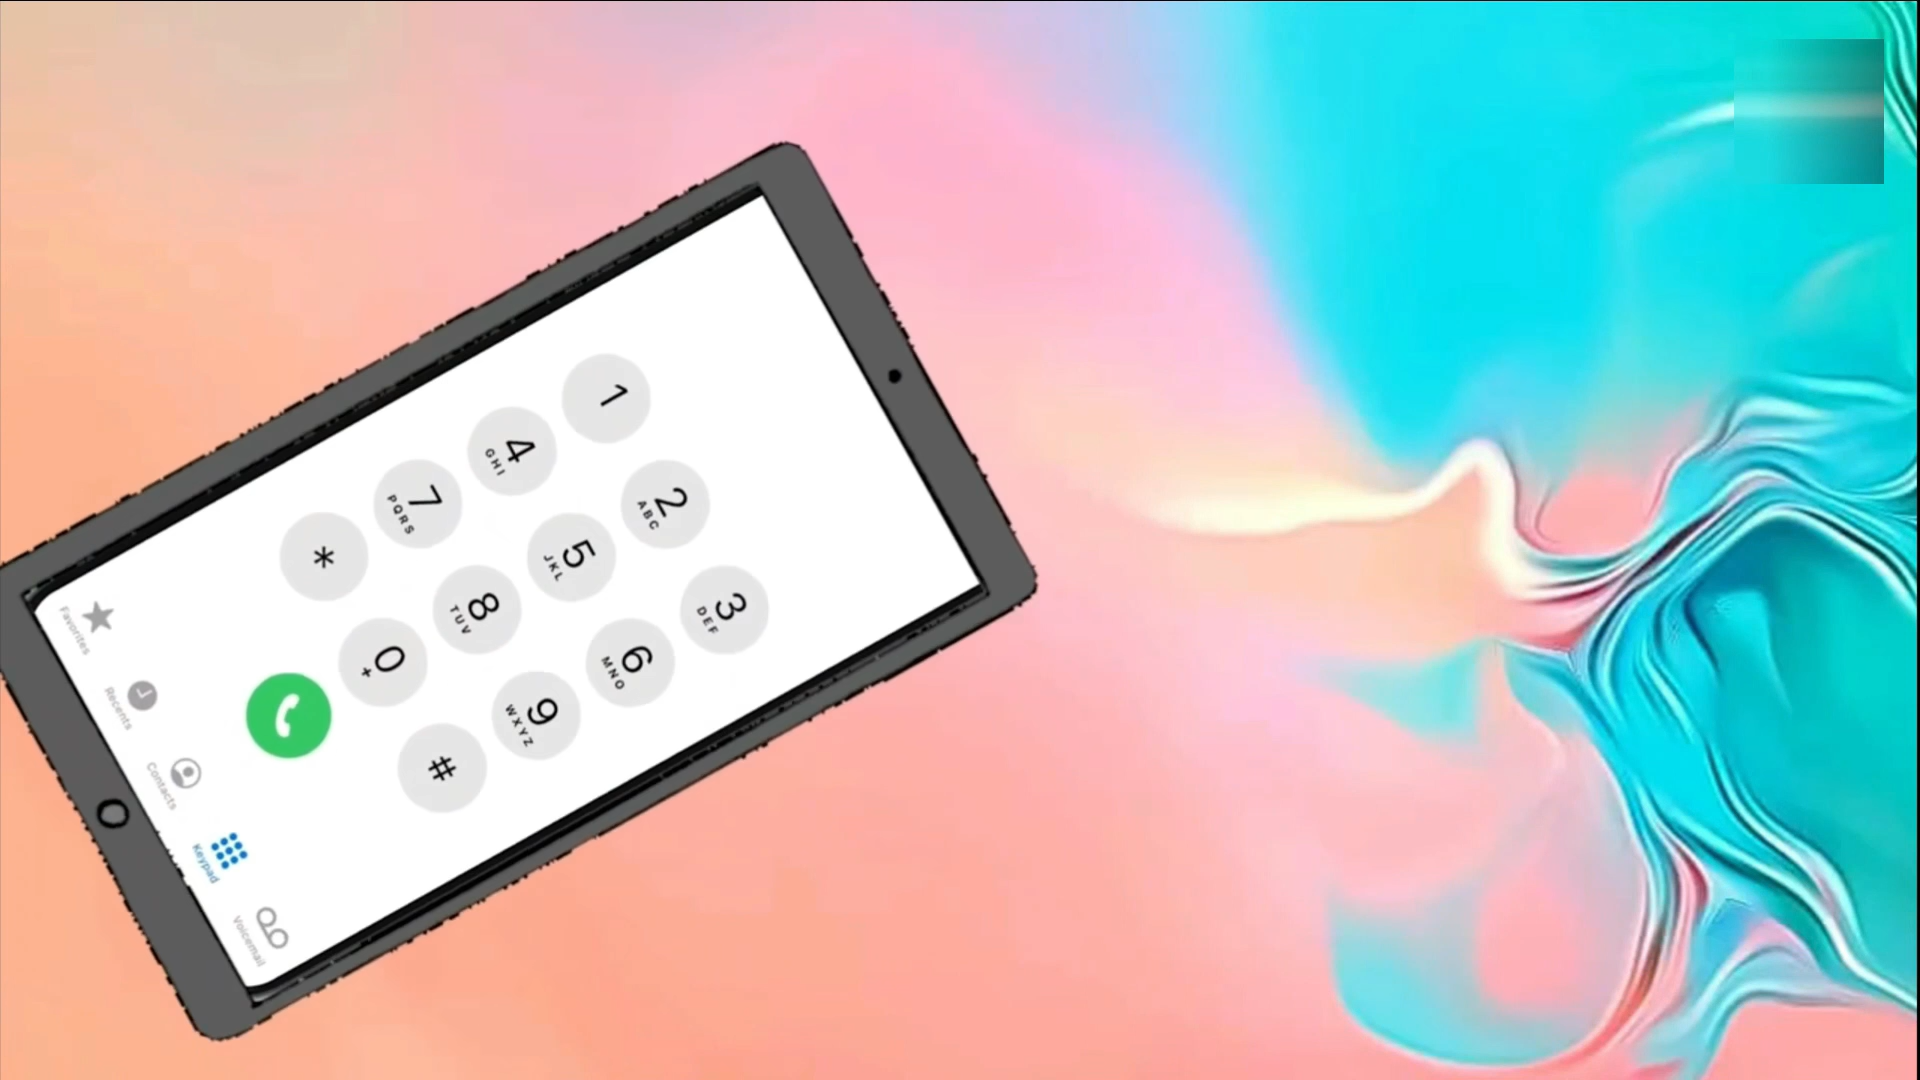 1
2
ABC
3
DEF
4
GHI
5
JKL
6
MNO
7
PQRS
8
TUV
9
WXYZ
*
0
+
#
Favorites
Recents
Contacts
Keypad
Voicemail